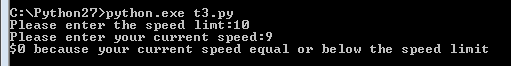 C:\Python27>python.exe t3.py
Please enter the speed limt:10
Please enter your current speed:9
$0 because your current speed equal or below the speed limit